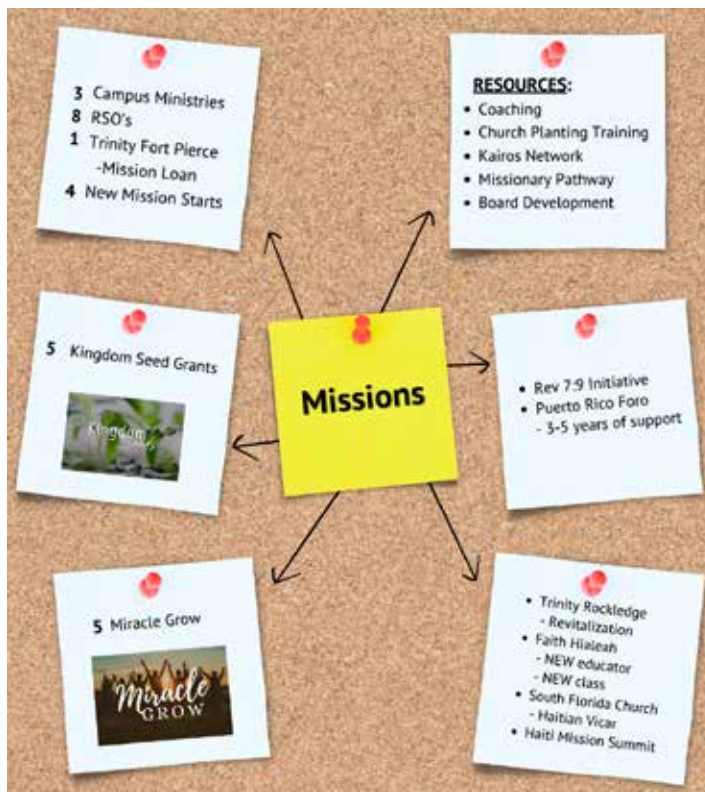 3 Campus Ministries
8 RSO's
1 Trinity Fort Pierce
-Mission Loan
4 New Mission Starts
RESOURCES:
• Coaching
• Church Planting Training
• Kairos Network
• Missionary Pathway
• Board Development
5 Kingdom Seed Grants
Kingdom
Missions
• Rev 7:9 Initiative
• Puerto Rico Foro
- 3-5 years of support
5 Miracle Grow
Miracle
GROW
• Trinity Rockledge
- Revitalization
• Faith Hialeah
- NEW educator
- NEW class
• South Florida Church
- Haitian Vicar
• Haiti Mission Summit